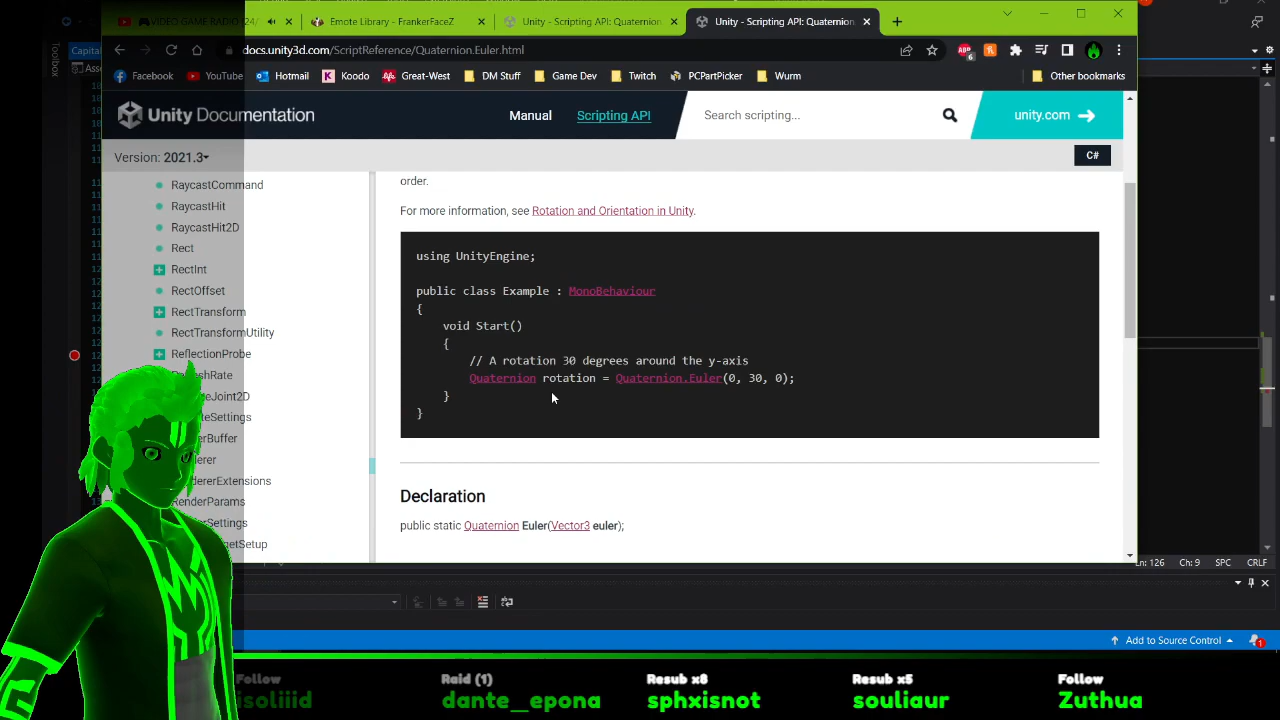 VIDEO GAME RADIO 24/
Emote Library - FrankerFaceZ
Unity - Scripting API: Quaternion
Unity - Scripting API: Quaternion
docs.unity3d.com/ScriptReference/Quaternion.Euler.html
Facebook
YouTube
Hotmail
Koodo
Great-West
DM Stuff
Game Dev
Twitch
PCPartPicker
Wurm
Other bookmarks
Capital
Toolbox
Unity Documentation
Manual
Scripting API
Search scripting...
unity.com
Version: 2021.3
C#
RaycastCommand
RaycastHit
RaycastHit2D
Rect
RectInt
RectOffset
RectTransform
RectTransformUtility
ReflectionProbe
order.
For more information, see Rotation and Orientation in Unity.
using UnityEngine;
public class Example : MonoBehaviour
{
void Start()
{
// A rotation 30 degrees around the y-axis
Quaternion rotation = Quaternion.Euler(0, 30, 0);
}
}
Declaration
public static Quaternion Euler(Vector3 euler);
Ln: 126 Ch: 9 SPC CRLF
Add to Source Control
1
Follow
isoliiid
Raid (1)
dante__epona
Resub x8
sphxisnot
Resub x5
souliaur
Follow
Zuthua